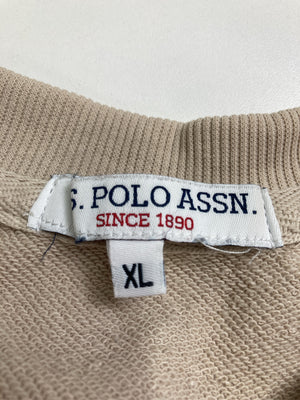 S. POLO ASSN.
SINCE 1890
XL